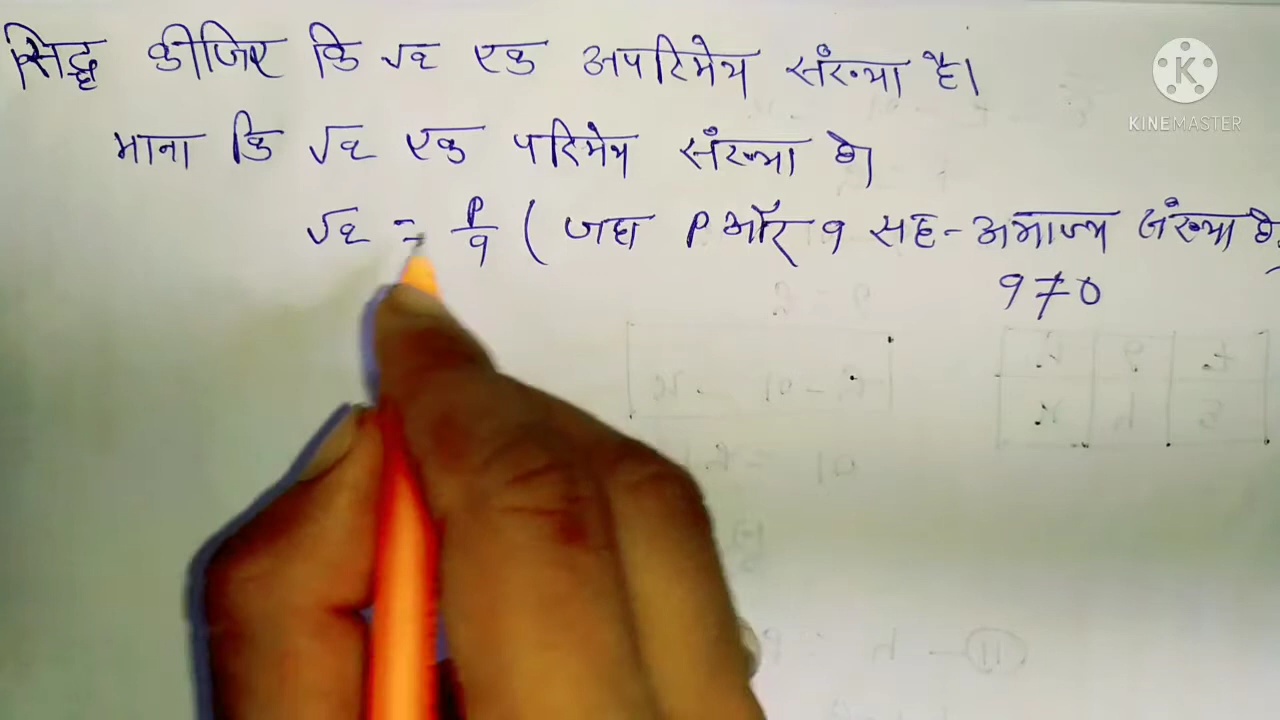 सिद्ध कीजिए कि √2 एक अपरिमेय संख्या है।
K
KINEMASTER
माना कि √2 एक परिमेय संख्या है।
√2 = P/q ( जहा P और q सह-अभाज्य संख्या है,
q ≠ 0